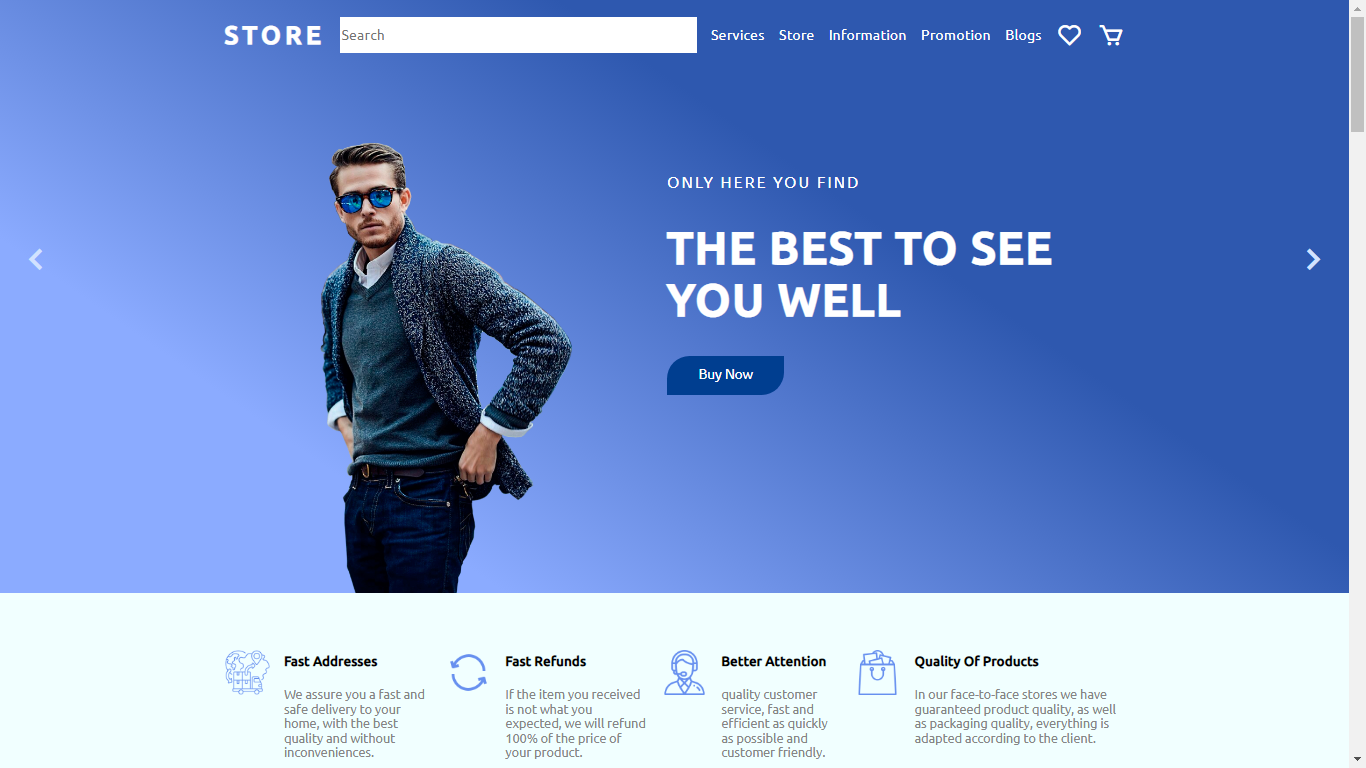 STORE Search Services Store Information Promotion Blogs
ONLY HERE YOU FIND
THE BEST TO SEE
YOU WELL
Buy Now
Fast Addresses
We assure you a fast and
safe delivery to your
home, with the best
quality and without
inconveniences.
Fast Refunds
If the item you received
is not what you
expected, we will refund
100% of the price of
your product.
Better Attention
quality customer
service, fast and
efficient as quickly
as possible and
customer friendly.
Quality Of Products
In our face-to-face stores we have
guaranteed product quality, as well
as packaging quality, everything is
adapted according to the client.